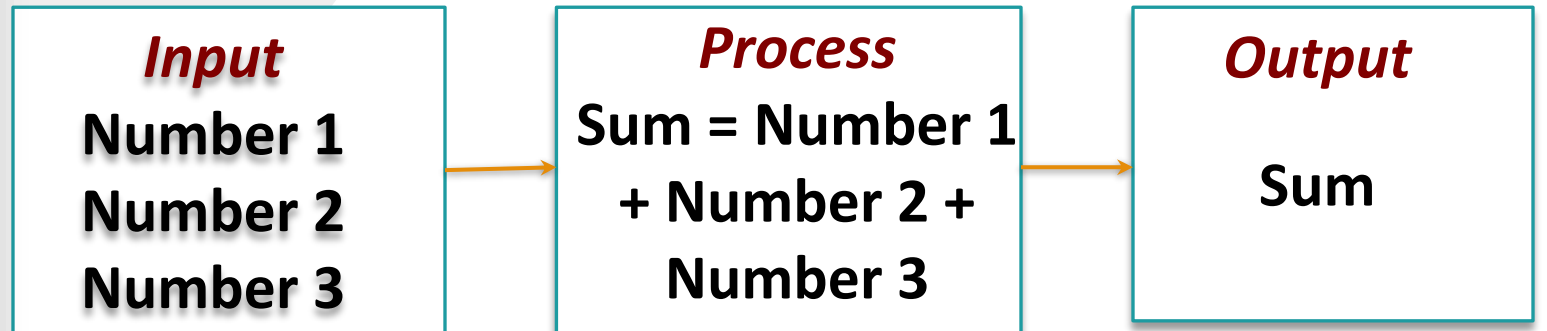 Input
Number 1
Number 2
Number 3
Process
Sum = Number 1
+ Number 2 +
Number 3
Output
Sum